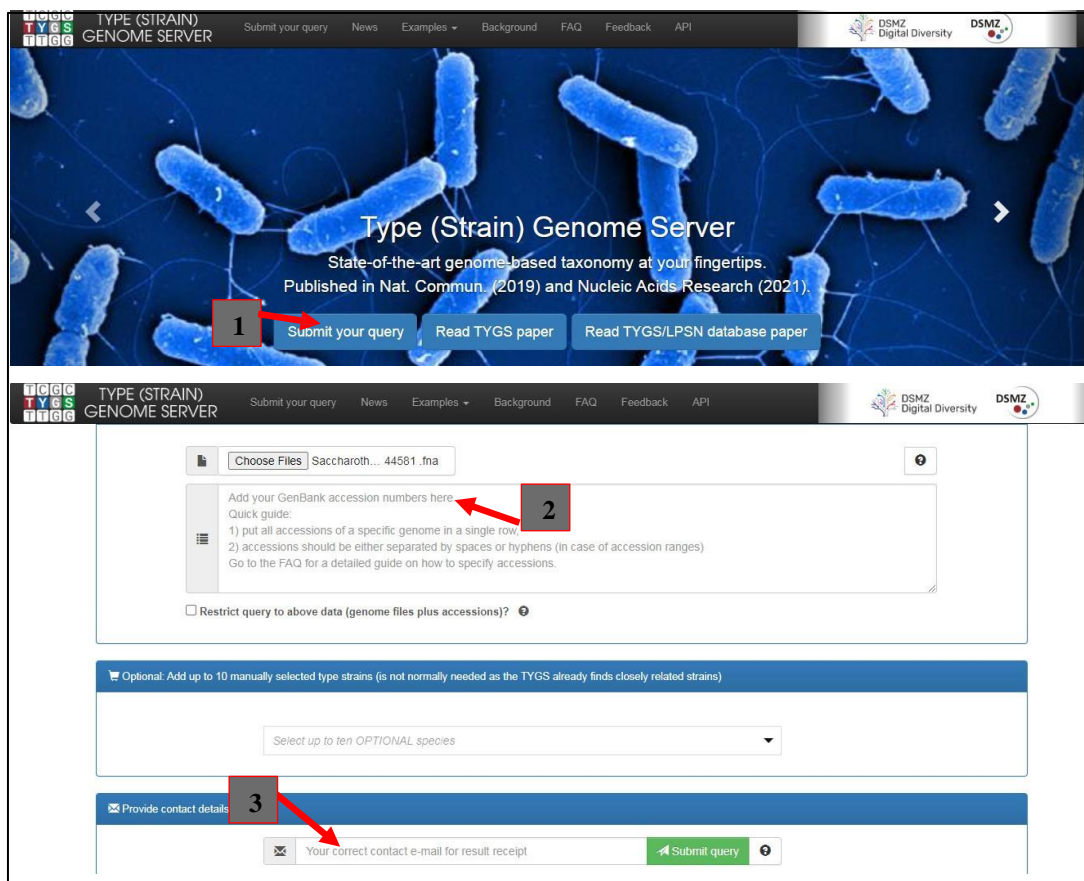 TCGC
TYGS
TTGG
TYPE (STRAIN)
GENOME SERVER
Submit your query News Examples Background FAQ Feedback API
DSMZ
Digital Diversity
DSMZ
Type (Strain) Genome Server
State-of-the-art genome-based taxonomy at your fingertips.
Published in Nat. Commun. (2019) and Nucleic Acids Research (2021).
1
Submit your query Read TYGS paper Read TYGS/LPSN database paper
TCGC
TYGS
TTGG
TYPE (STRAIN)
GENOME SERVER
Submit your query News Examples Background FAQ Feedback API
DSMZ
Digital Diversity
DSMZ
Choose Files Saccharoth... 44581 .fna
Add your GenBank accession numbers here.
2
Quick guide:
1) put all accessions of a specific genome in a single row,
2) accessions should be either separated by spaces or hyphens (in case of accession ranges)
Go to the FAQ for a detailed guide on how to specify accessions.
Restrict query to above data (genome files plus accessions)?
Optional: Add up to 10 manually selected type strains (is not normally needed as the TYGS already finds closely related strains)
Select up to ten OPTIONAL species
Provide contact details
3
Your correct contact e-mail for result receipt
Submit query